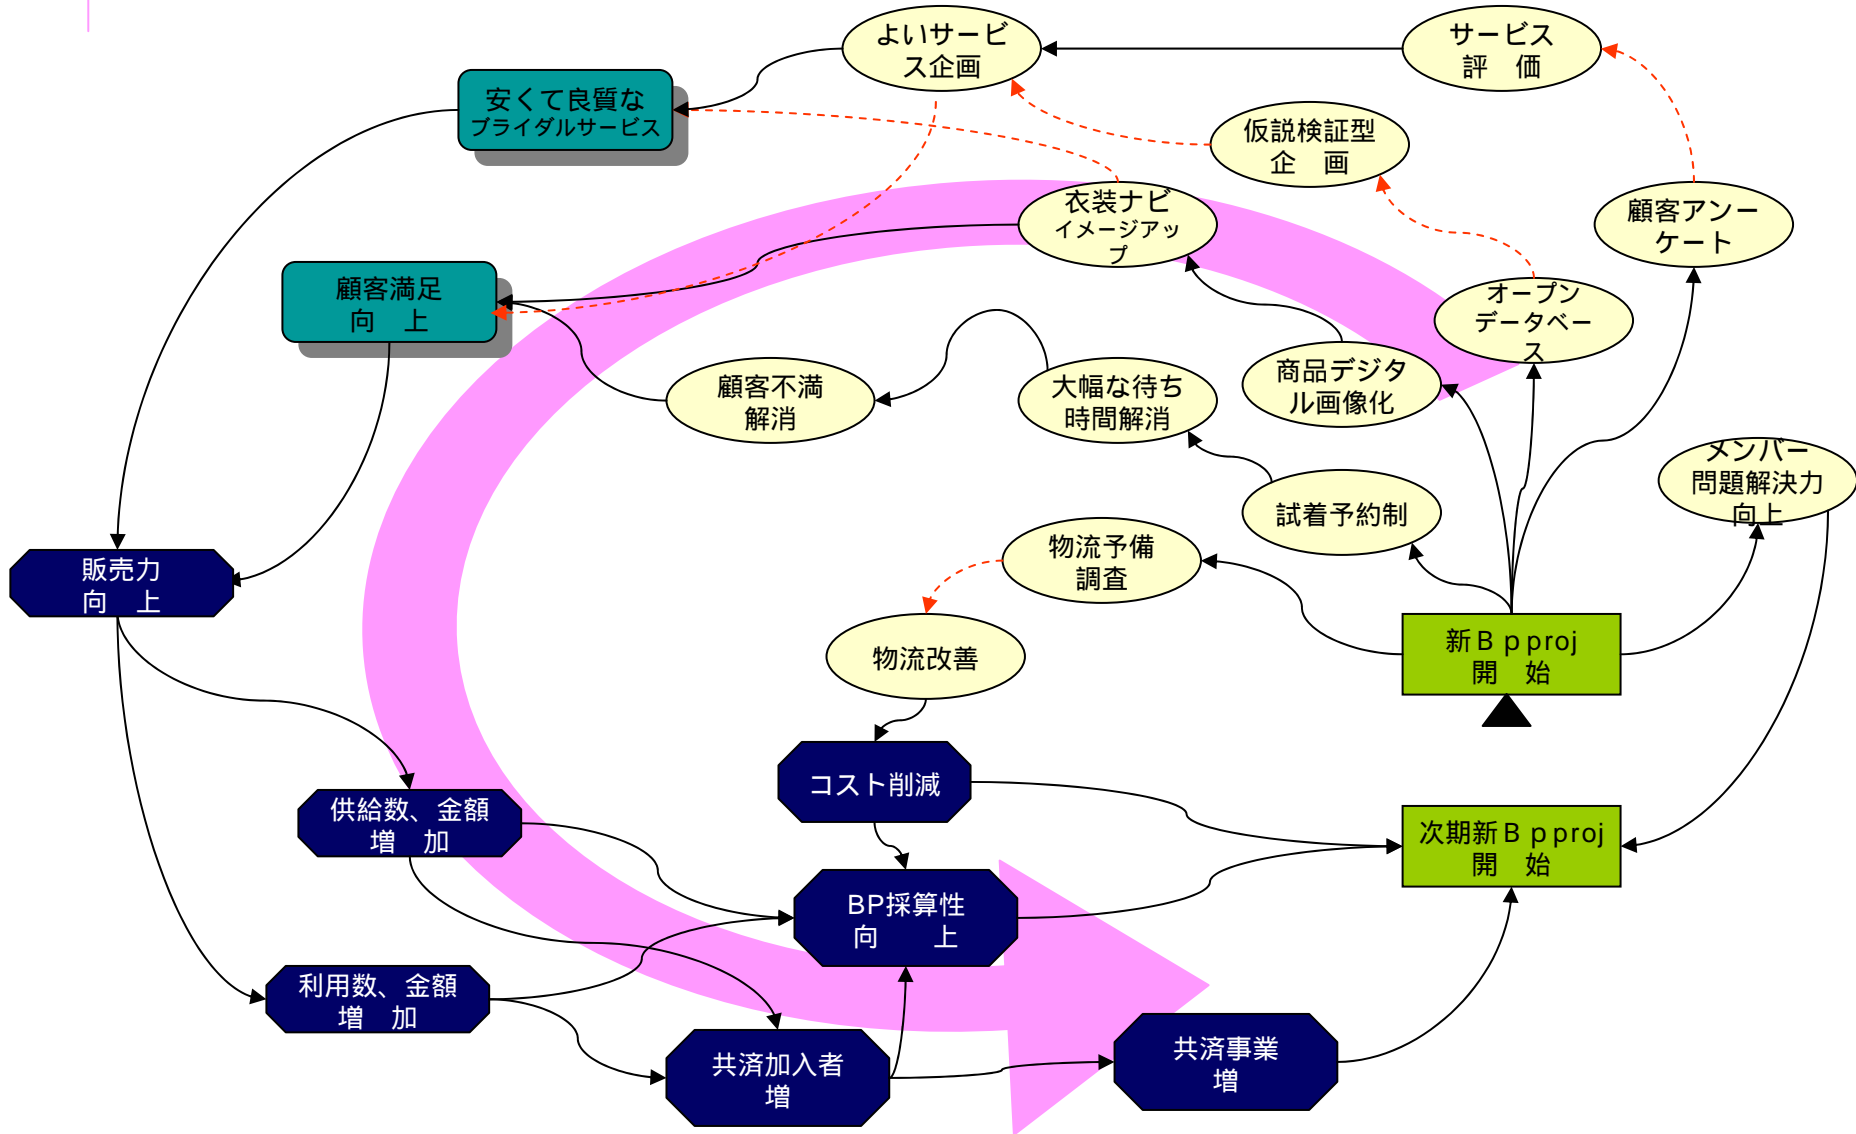 よいサービ
ス企画
サービス
評　価
安くて良質な
ブライダルサービス
仮説検証型
企　画
衣装ナビ
イメージアッ
プ
顧客アンー
ケート
顧客満足
向　上
オープン
データベー
ス
顧客不満
解消
大幅な待ち
時間解消
商品デジタ
ル画像化
メンバー
問題解決力
向上
試着予約制
物流予備
調査
販売力
向　上
物流改善
新Ｂｐproj
開　始
コスト削減
供給数、金額
増　加
次期新Ｂｐproj
開　始
BP採算性
向　　上
利用数、金額
増　加
共済加入者
増
共済事業
増